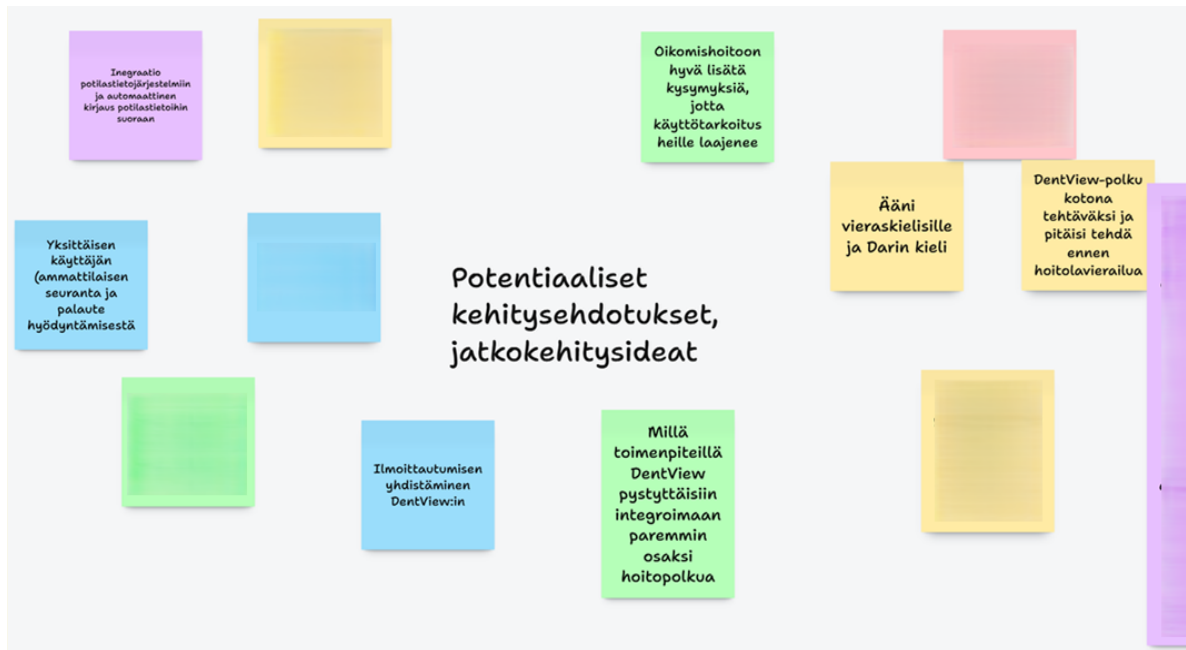 Inegraatio
potilastietojärjestelmiin
ja automaattinen
kirjaus potilastietoihin
suoraan
Oikomishoitoon
hyvä lisätä
kysymyksiä,
jotta
käyttötarkoitus
heille laajenee
Ääni
vieraskielisille
ja Darin kieli
DentView-polku
kotona
tehtäväksi ja
pitäisi tehdä
ennen
hoitolavierailua
Yksittäisen
käyttäjän
(ammattilaisen
seuranta ja
palaute
hyödyntämisestä
Potentiaaliset
kehitysehdotukset,
jatkokehitysideat
Ilmoittautumisen
yhdistäminen
DentView:in
Millä
toimenpiteillä
DentView
pystyttäisiin
integroimaan
paremmin
osaksi
hoitopolkua